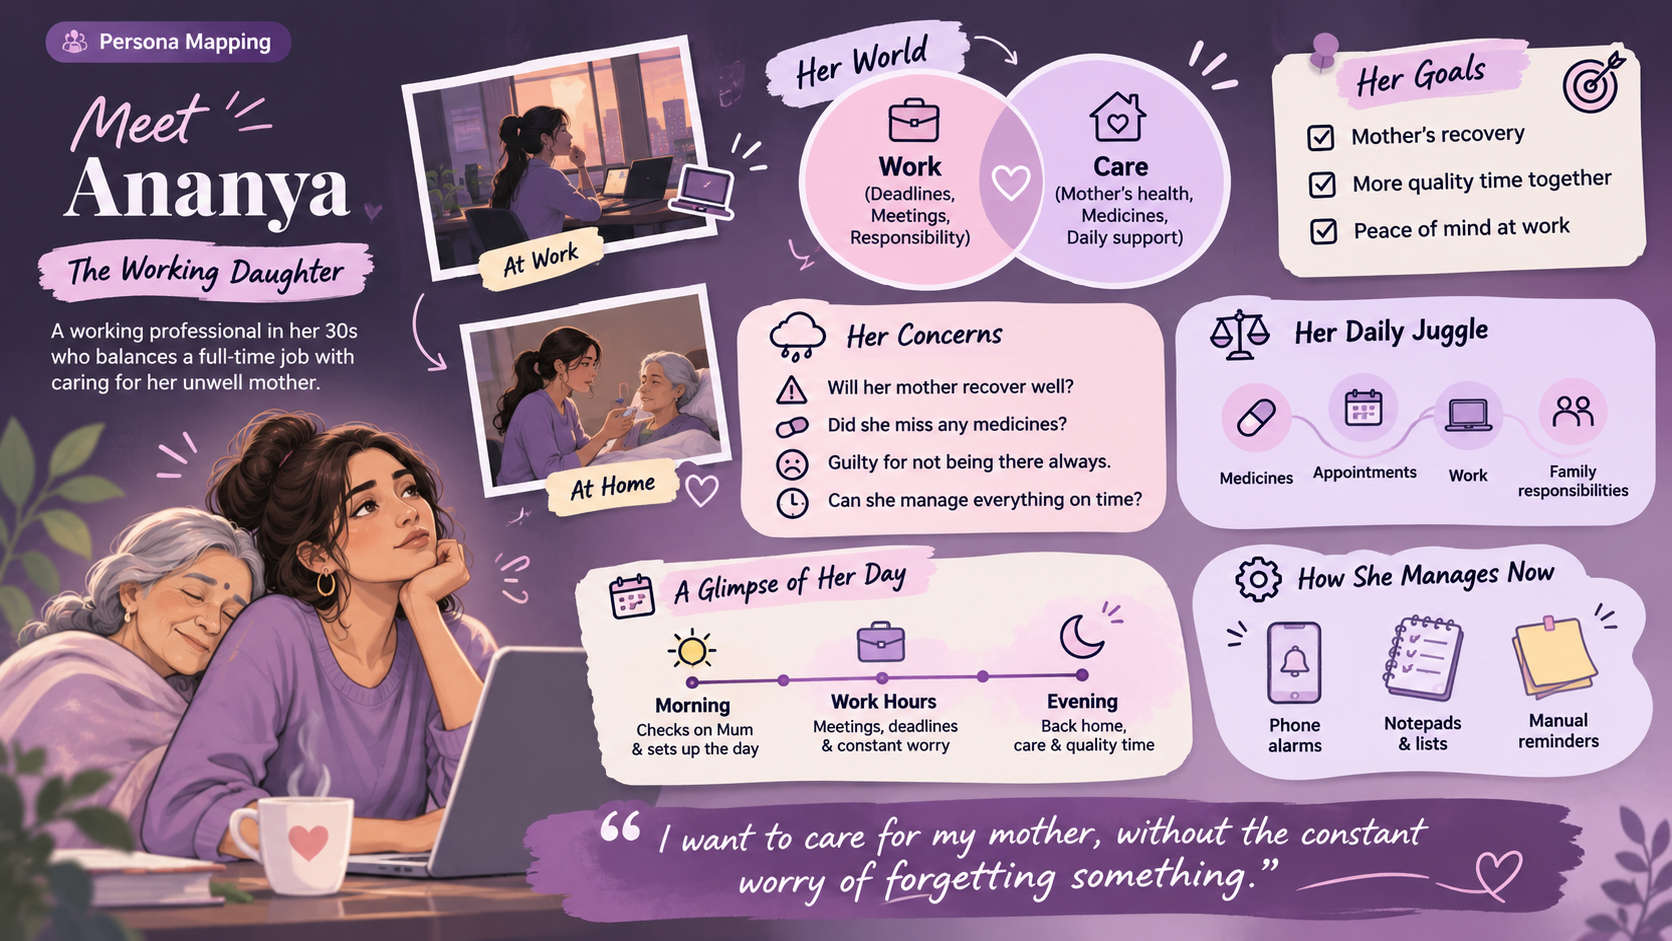 Persona Mapping
Meet
Ananya
The Working Daughter
A working professional in her 30s
who balances a full-time job with
caring for her unwell mother.
At Work
At Home
Her World
Work
(Deadlines,
Meetings,
Responsibility)
Care
(Mother's health,
Medicines,
Daily support)
Her Goals
Mother's recovery
More quality time together
Peace of mind at work
Her Concerns
Will her mother recover well?
Did she miss any medicines?
Guilty for not being there always.
Can she manage everything on time?
Her Daily Juggle
Medicines
Appointments
Work
Family
responsibilities
A Glimpse of Her Day
Morning
Checks on Mum
& sets up the day
Work Hours
Meetings, deadlines
& constant worry
Evening
Back home,
care & quality time
How She Manages Now
Phone
alarms
Notepads
& lists
Manual
reminders
“I want to care for my mother, without the constant
worry of forgetting something.”